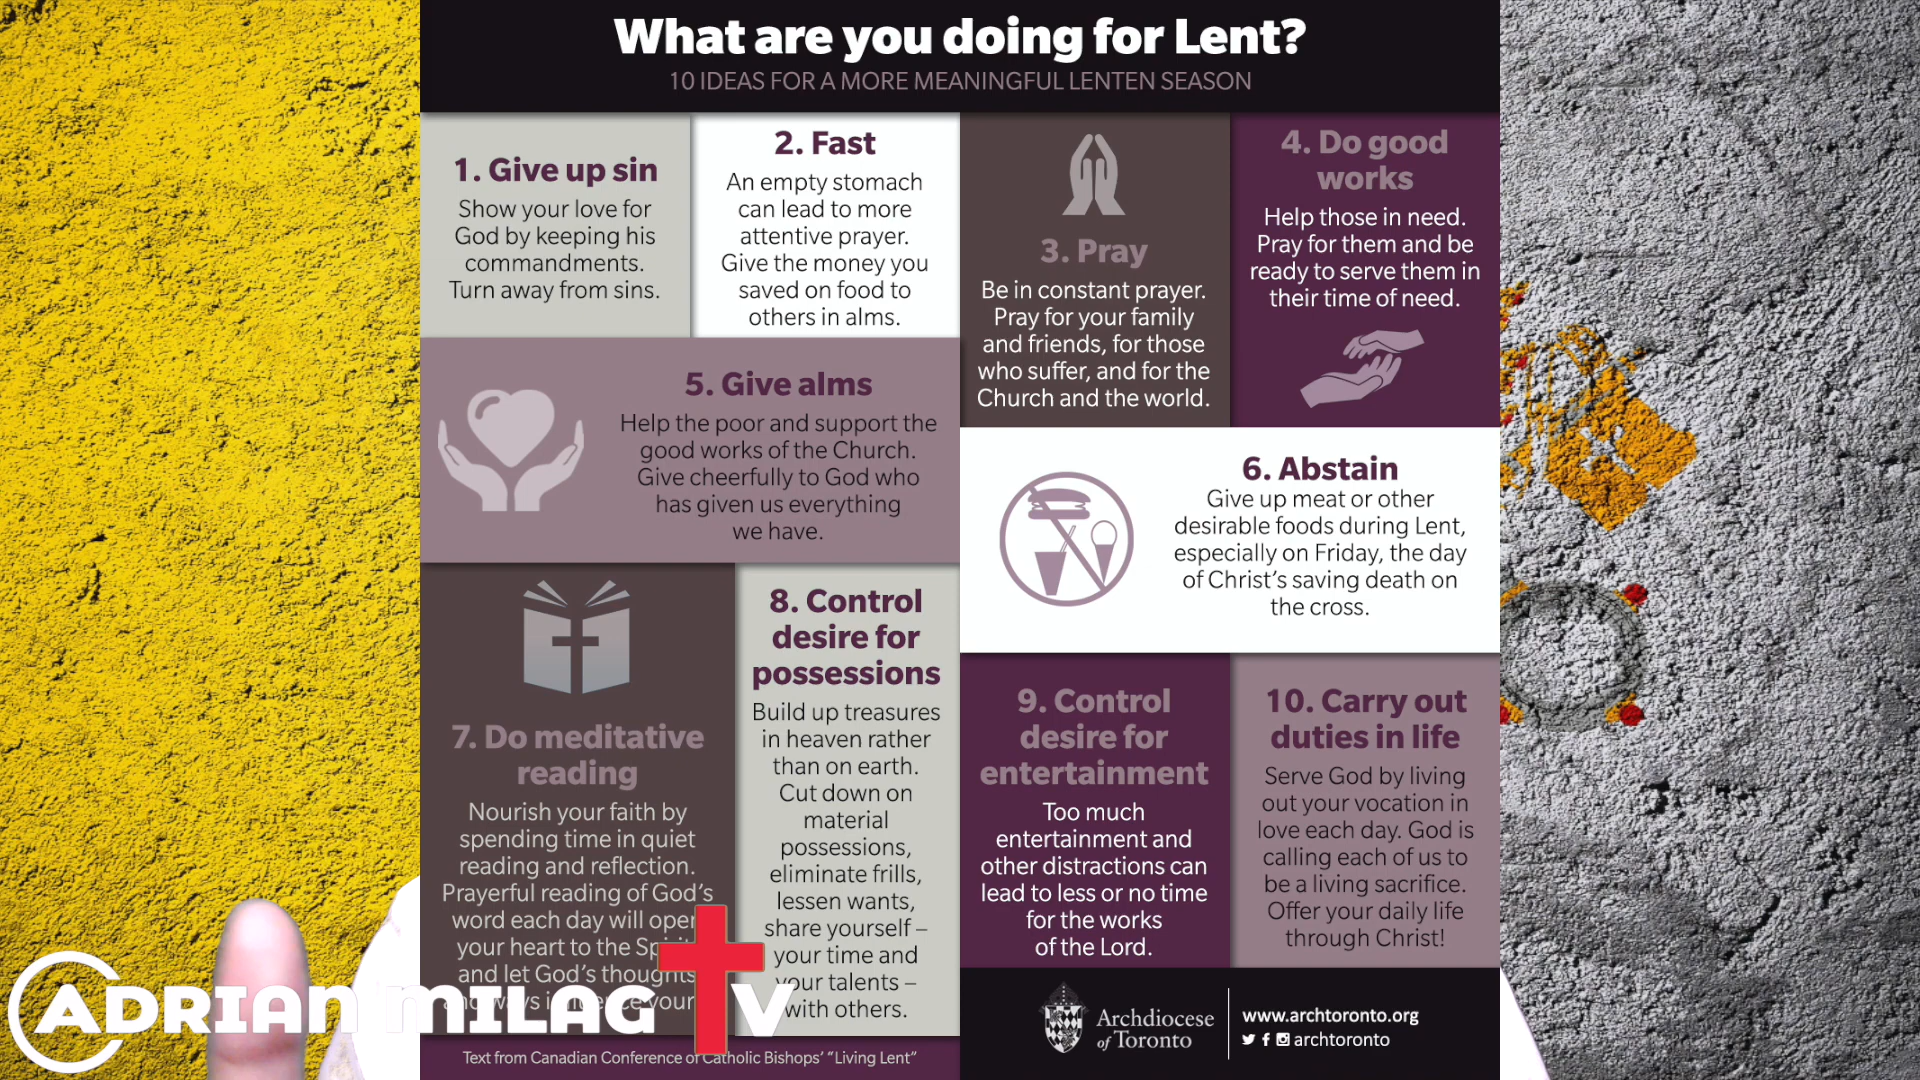 What are you doing for Lent?
10 IDEAS FOR A MORE MEANINGFUL LENTEN SEASON
1. Give up sin
Show your love for
God by keeping his
commandments.
Turn away from sins.
2. Fast
An empty stomach
can lead to more
attentive prayer.
Give the money you
saved on food to
others in alms.
3. Pray
Be in constant prayer.
Pray for your family
and friends, for those
who suffer, and for the
Church and the world.
4. Do good
works
Help those in need.
Pray for them and be
ready to serve them in
their time of need.
5. Give alms
Help the poor and support the
good works of the Church.
Give cheerfully to God who
has given us everything
we have.
6. Abstain
Give up meat or other
desirable foods during Lent,
especially on Friday, the day
of Christ's saving death on
the cross.
7. Do meditative
reading
Nourish your faith by
spending time in quiet
reading and reflection.
Prayerful reading of God's
word each day will open
your heart to the Spirit
and let God's thoughts
your
8. Control
desire for
possessions
Build up treasures
in heaven rather
than on earth.
Cut down on
material
possessions,
eliminate frills,
lessen wants,
share yourself –
your time and
your talents –
with others.
9. Control
desire for
entertainment
Too much
entertainment and
other distractions can
lead to less or no time
for the works
of the Lord.
10. Carry out
duties in life
Serve God by living
out your vocation in
love each day. God is
calling each of us to
be a living sacrifice.
Offer your daily life
through Christ!
ADRIAN MILAG TV
Text from Canadian Conference of Catholic Bishops' "Living Lent"
Archdiocese
of Toronto
www.archtoronto.org
archtoronto